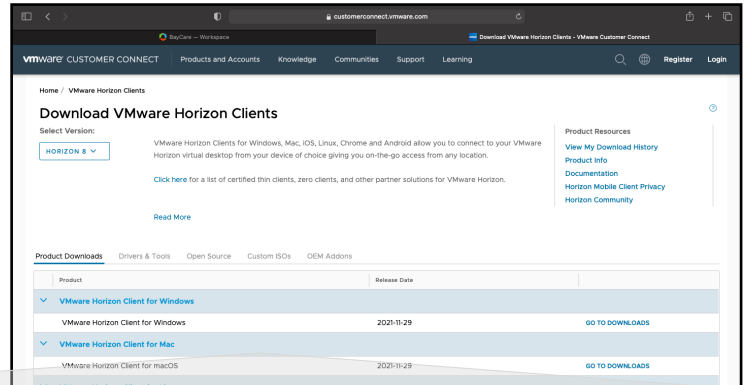 customerconnect.vmware.com
BayCare — Workspace
Download VMware Horizon Clients - VMware Customer Connect
vmware® CUSTOMER CONNECT Products and Accounts Knowledge Communities Support Learning Register Login
Home / VMware Horizon Clients
Download VMware Horizon Clients
Select Version:
HORIZON 8
VMware Horizon Clients for Windows, Mac, iOS, Linux, Chrome and Android allow you to connect to your VMware
Horizon virtual desktop from your device of choice giving you on-the-go access from any location.
Click here for a list of certified thin clients, zero clients, and other partner solutions for VMware Horizon.
Read More
Product Resources
View My Download History
Product Info
Documentation
Horizon Mobile Client Privacy
Horizon Community
Product Downloads Drivers & Tools Open Source Custom ISOs OEM Addons
Product Release Date
VMware Horizon Client for Windows
VMware Horizon Client for Windows 2021-11-29 GO TO DOWNLOADS
VMware Horizon Client for Mac
VMware Horizon Client for macOS 2021-11-29 GO TO DOWNLOADS